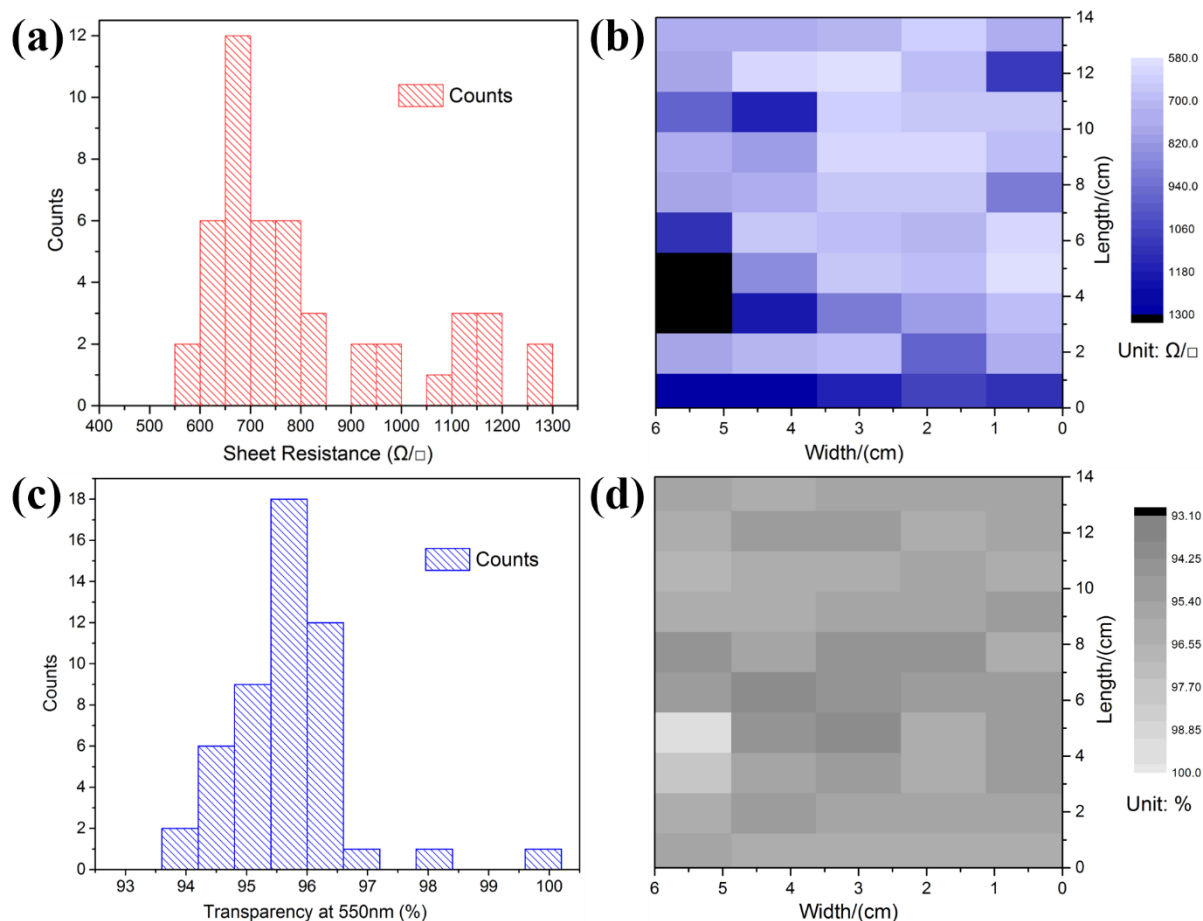 (a)
12
10
8
6
4
2
0
Counts
Counts
400 500 600 700 800 900 1000 1100 1200 1300
Sheet Resistance (Ω/□)
(b)
14
12
10
8
6
4
2
0
Length/(cm)
6 5 4 3 2 1 0
Width/(cm)
580.0
700.0
820.0
940.0
1060
1180
1300
Unit: Ω/□
(c)
18
16
14
12
10
8
6
4
2
0
Counts
Counts
93 94 95 96 97 98 99 100
Transparency at 550nm (%)
(d)
14
12
10
8
6
4
2
0
Length/(cm)
6 5 4 3 2 1 0
Width/(cm)
93.10
94.25
95.40
96.55
97.70
98.85
100.0
Unit: %